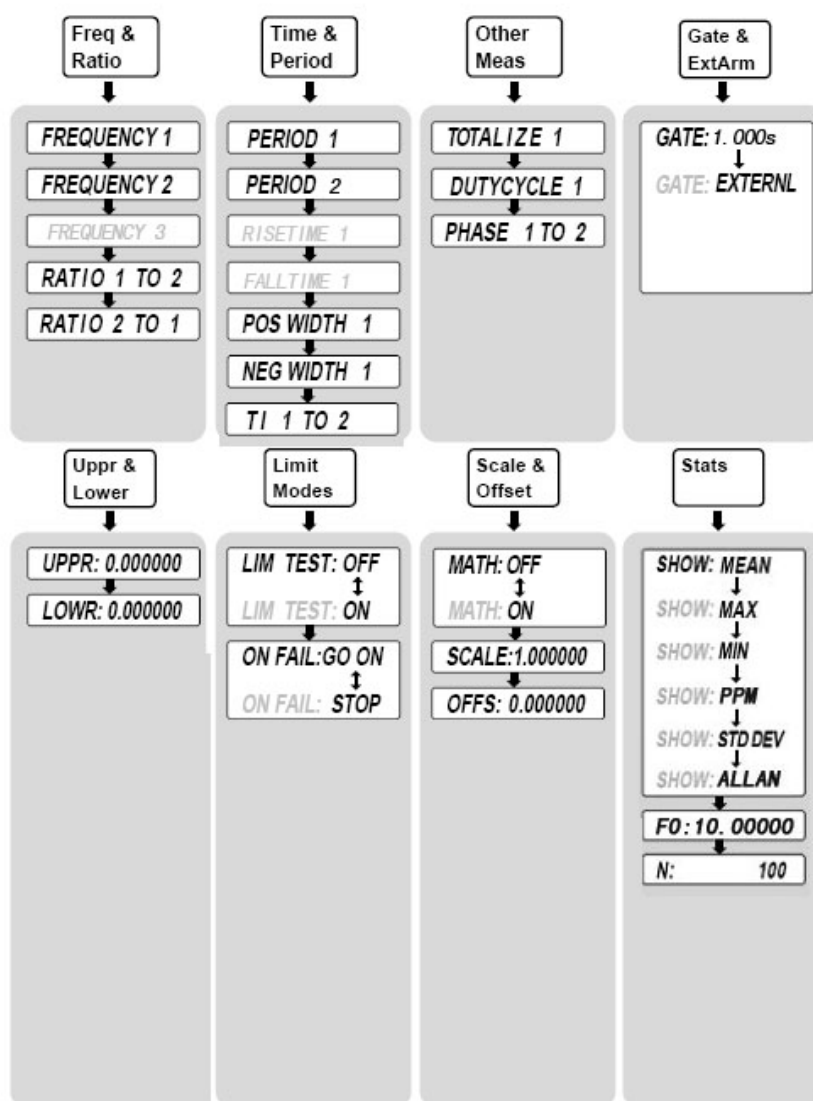 Freq &
Ratio
FREQUENCY 1
FREQUENCY 2
FREQUENCY 3
RATIO 1 TO 2
RATIO 2 TO 1
Time &
Period
PERIOD 1
PERIOD 2
RISETIME 1
FALLTIME 1
POS WIDTH 1
NEG WIDTH 1
TI 1 TO 2
Other
Meas
TOTALIZE 1
DUTYCYCLE 1
PHASE 1 TO 2
Gate &
ExtArm
GATE: 1.000s
GATE: EXTERNL
Uppr &
Lower
UPPR: 0.000000
LOWR: 0.000000
Limit
Modes
LIM TEST: OFF
LIM TEST: ON
ON FAIL:GO ON
ON FAIL: STOP
Scale &
Offset
MATH: OFF
MATH: ON
SCALE:1.000000
OFFS: 0.000000
Stats
SHOW: MEAN
SHOW: MAX
SHOW: MIN
SHOW: PPM
SHOW: STD DEV
SHOW: ALLAN
F0:10.00000
N: 100